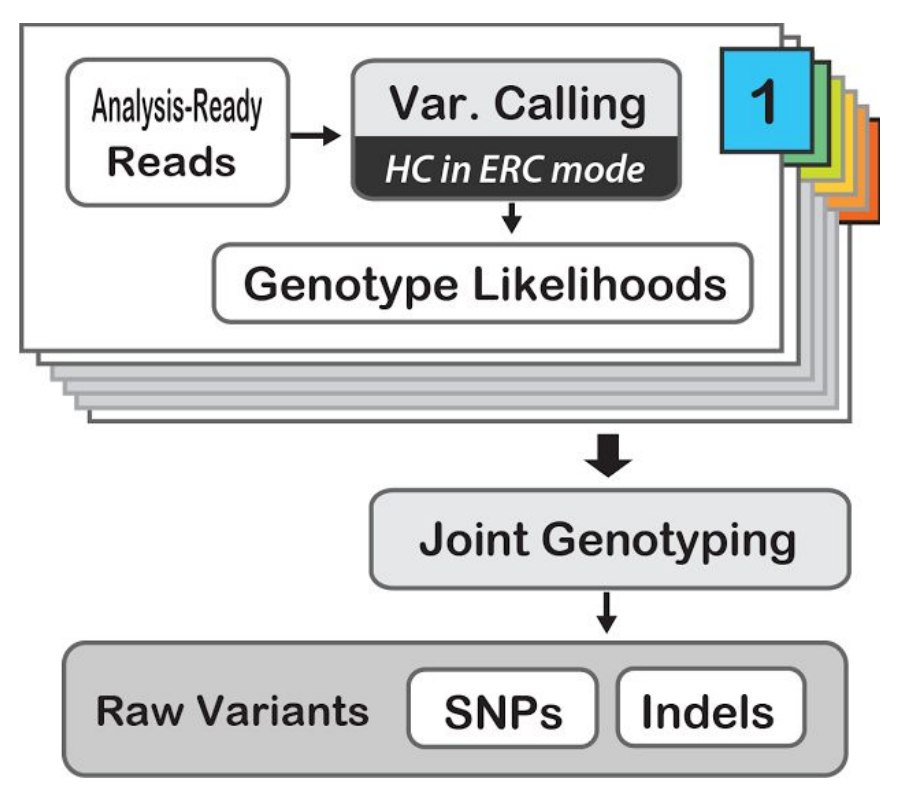 Analysis-Ready
Reads
Var. Calling
HC in ERC mode
1
Genotype Likelihoods
Joint Genotyping
Raw Variants
SNPs
Indels